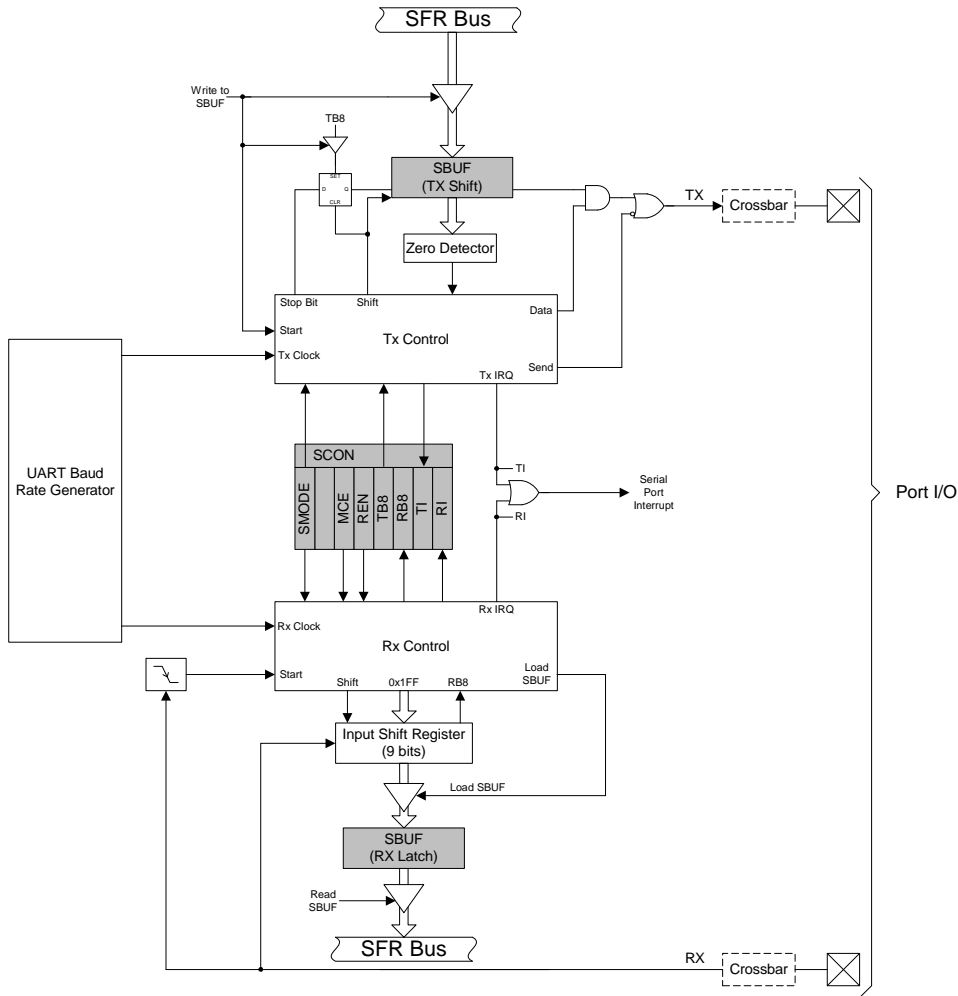 SFR Bus
Write to
SBUF
TB8
SET
D
Q
CLR
SBUF
(TX Shift)
TX
Crossbar
Zero Detector
Stop Bit
Shift
Data
Start
Tx Control
Tx Clock
Send
Tx IRQ
UART Baud
Rate Generator
SCON
SMODE
MCE
REN
TB8
RB8
TI
RI
TI
RI
Serial
Port
Interrupt
Port I/O
Rx IRQ
Rx Clock
Rx Control
Start
Load
SBUF
Shift
0x1FF
RB8
Input Shift Register
(9 bits)
Load SBUF
SBUF
(RX Latch)
Read
SBUF
SFR Bus
RX
Crossbar